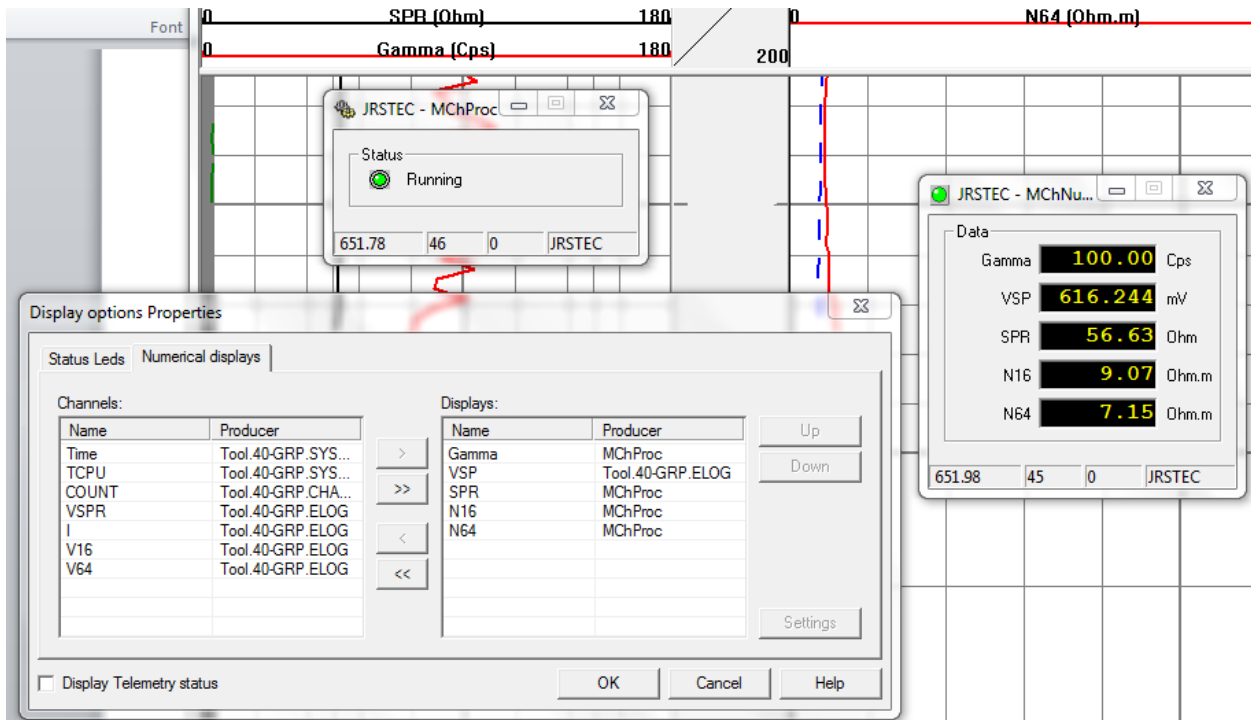 Font
0 SPR (Ohm) 180
0 Gamma (Cps) 180
200
0 N64 (Ohm.m)
JRSTEC - MChProc
Status
Running
651.78 46 0 JRSTEC
JRSTEC - MChNu...
Data
Gamma 100.00 Cps
VSP 616.244 mV
SPR 56.63 Ohm
N16 9.07 Ohm.m
N64 7.15 Ohm.m
651.98 45 0 JRSTEC
Display options Properties
Status Leds Numerical displays
Channels:
Name Producer
Time Tool.40-GRP.SYS...
TCPU Tool.40-GRP.SYS...
COUNT Tool.40-GRP.CHA...
VSPR Tool.40-GRP.ELOG
I Tool.40-GRP.ELOG
V16 Tool.40-GRP.ELOG
V64 Tool.40-GRP.ELOG
>
>>
<
<<
Displays:
Name Producer
Gamma MChProc
VSP Tool.40-GRP.ELOG
SPR MChProc
N16 MChProc
N64 MChProc
Up
Down
Settings
Display Telemetry status
OK Cancel Help